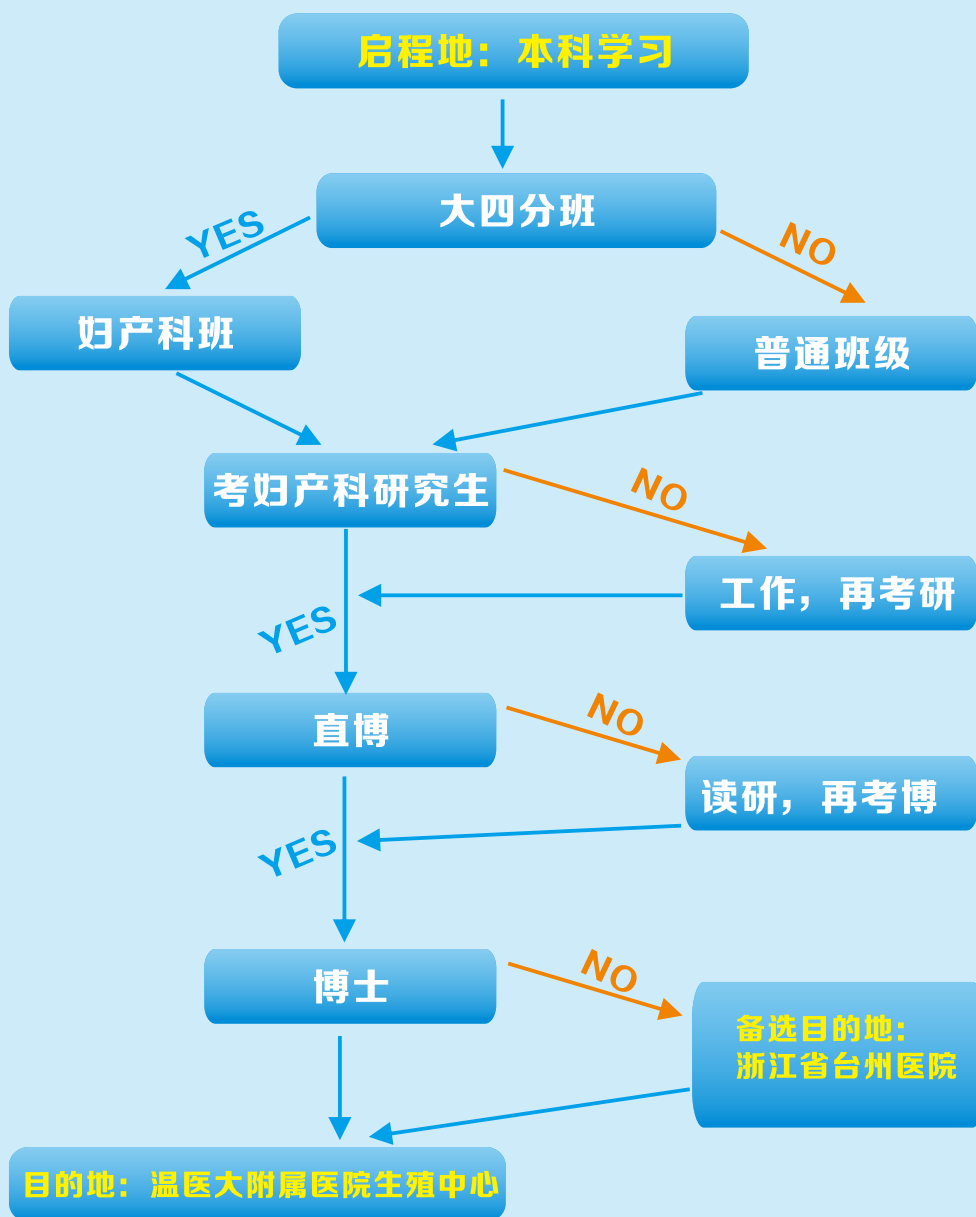 启程地：本科学习
大四分班
YES
NO
妇产科班
普通班级
考妇产科研究生
NO
工作，再考研
YES
直博
NO
读研，再考博
YES
博士
NO
备选目的地：
浙江省台州医院
目的地：温医大附属医院生殖中心